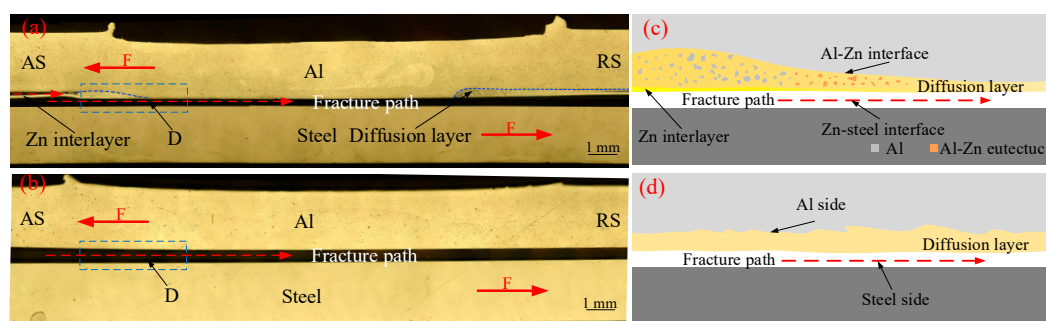 (a)
AS
F
Al
RS
Fracture path
Zn interlayer
D
Steel
Diffusion layer
F
1 mm
(b)
AS
F
Al
RS
Fracture path
D
Steel
F
1 mm
(c)
Al-Zn interface
Diffusion layer
Fracture path
Zn interlayer
Zn-steel interface
Al
Al-Zn eutectuc
(d)
Al side
Diffusion layer
Fracture path
Steel side